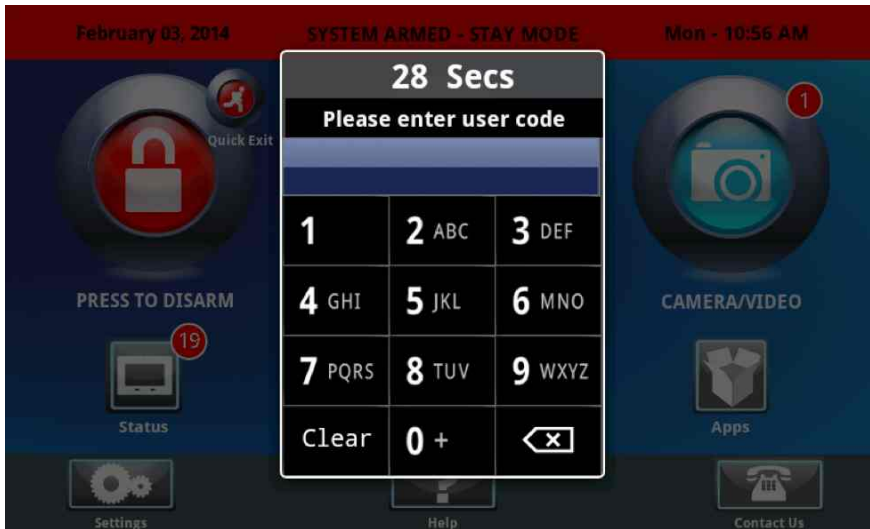 February 03, 2014 SYSTEM ARMED - STAY MODE Mon - 10:56 AM
28 Secs
Please enter user code
Quick Exit
1
1
2 ABC
3 DEF
4 GHI
5 JKL
6 MNO
7 PQRS
8 TUV
9 WXYZ
Clear
0 +
PRESS TO DISARM
CAMERA/VIDEO
19
Status
Apps
Settings
?
Help
Contact Us